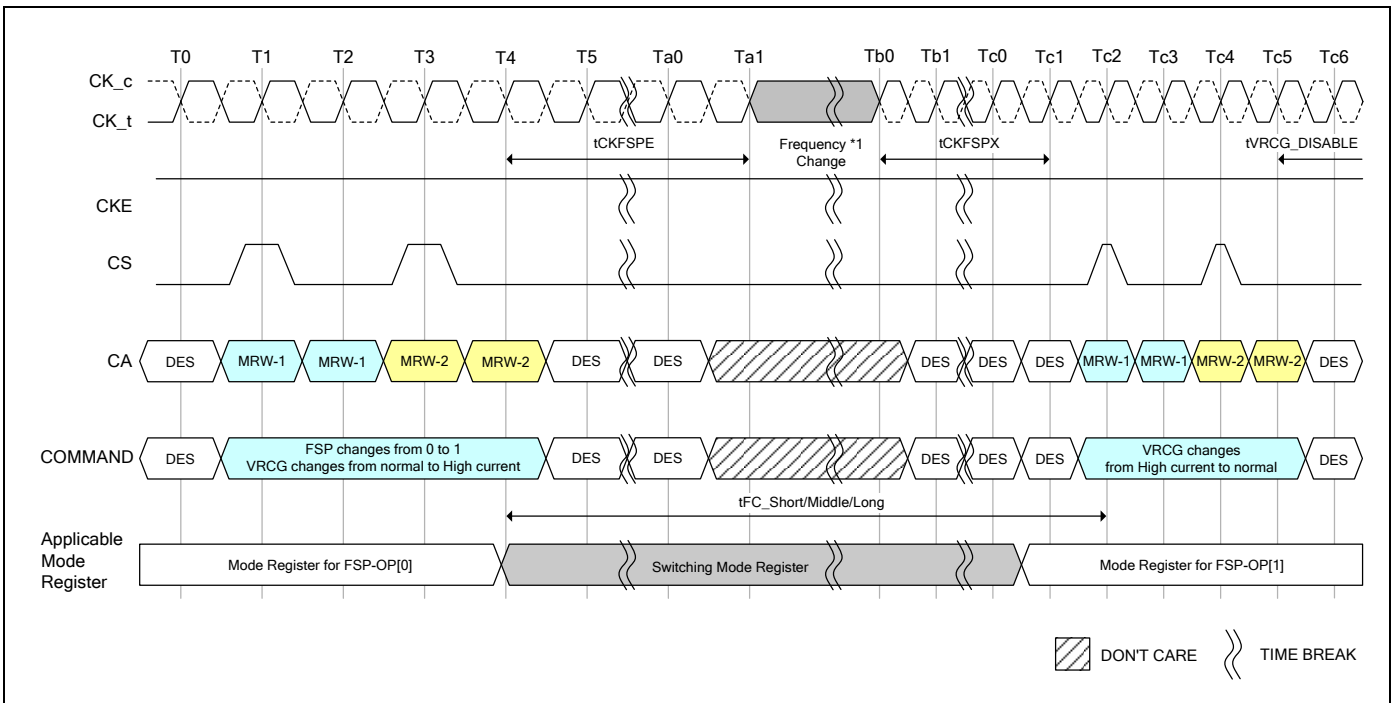 T0 T1 T2 T3 T4 T5 Ta0 Ta1 Tb0 Tb1 Tc0 Tc1 Tc2 Tc3 Tc4 Tc5 Tc6
CK_c
CK_t
tCKFSPE Frequency *1 tCKFSPX tVRCG_DISABLE
Change
CKE
CS
CA DES MRW-1 MRW-1 MRW-2 MRW-2 DES DES DES DES DES MRW-1 MRW-1 MRW-2 MRW-2 DES
COMMAND DES FSP changes from 0 to 1 DES DES DES DES DES VRCG changes DES
VRCG changes from normal to High current from High current to normal
tFC_Short/Middle/Long
Applicable
Mode Mode Register for FSP-OP[0] Switching Mode Register Mode Register for FSP-OP[1]
Register
DON'T CARE TIME BREAK